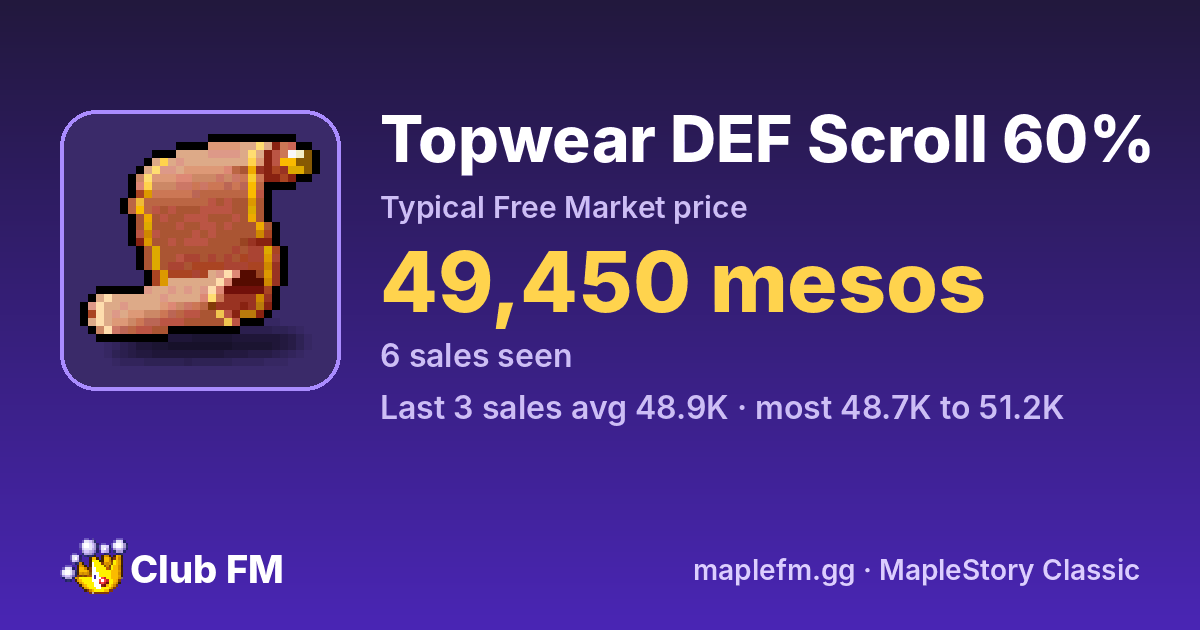 Topwear DEF Scroll 60%
Typical Free Market price
49,450 mesos
6 sales seen
Last 3 sales avg 48.9K · most 48.7K to 51.2K
Club FM
maplefm.gg · MapleStory Classic